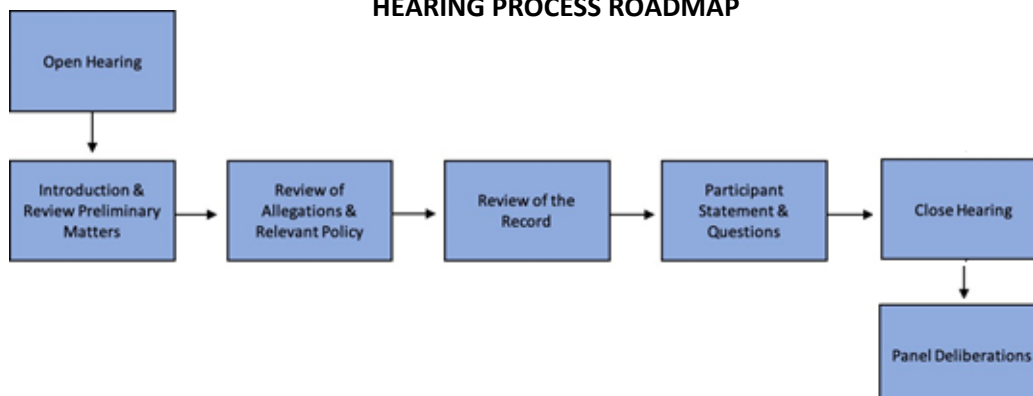 HEARING PROCESS ROADMAP
Open Hearing
Introduction &
Review Preliminary
Matters
Review of
Allegations &
Relevant Policy
Review of the
Record
Participant
Statement &
Questions
Close Hearing
Panel Deliberations